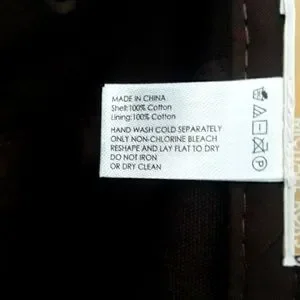 MADE IN CHINA
Shell:100% Cotton
Lining:100% Cotton
HAND WASH COLD SEPARATELY
ONLY NON-CHLORINE BLEACH
RESHAPE AND LAY FLAT TO DRY
DO NOT IRON
OR DRY CLEAN